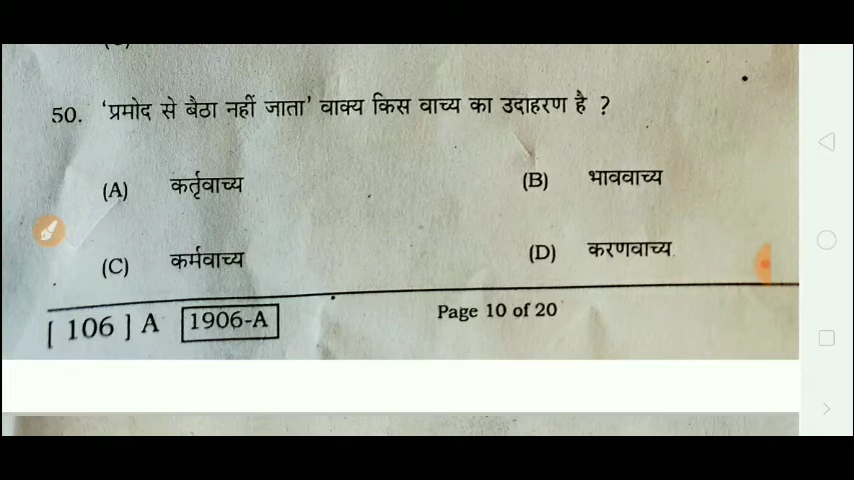 50. 'प्रमोद से बैठा नहीं जाता' वाक्य किस वाच्य का उदाहरण है ?
(A) कर्तृवाच्य (B) भाववाच्य
(C) कर्मवाच्य (D) करणवाच्य
[ 106 ] A 1906-A Page 10 of 20